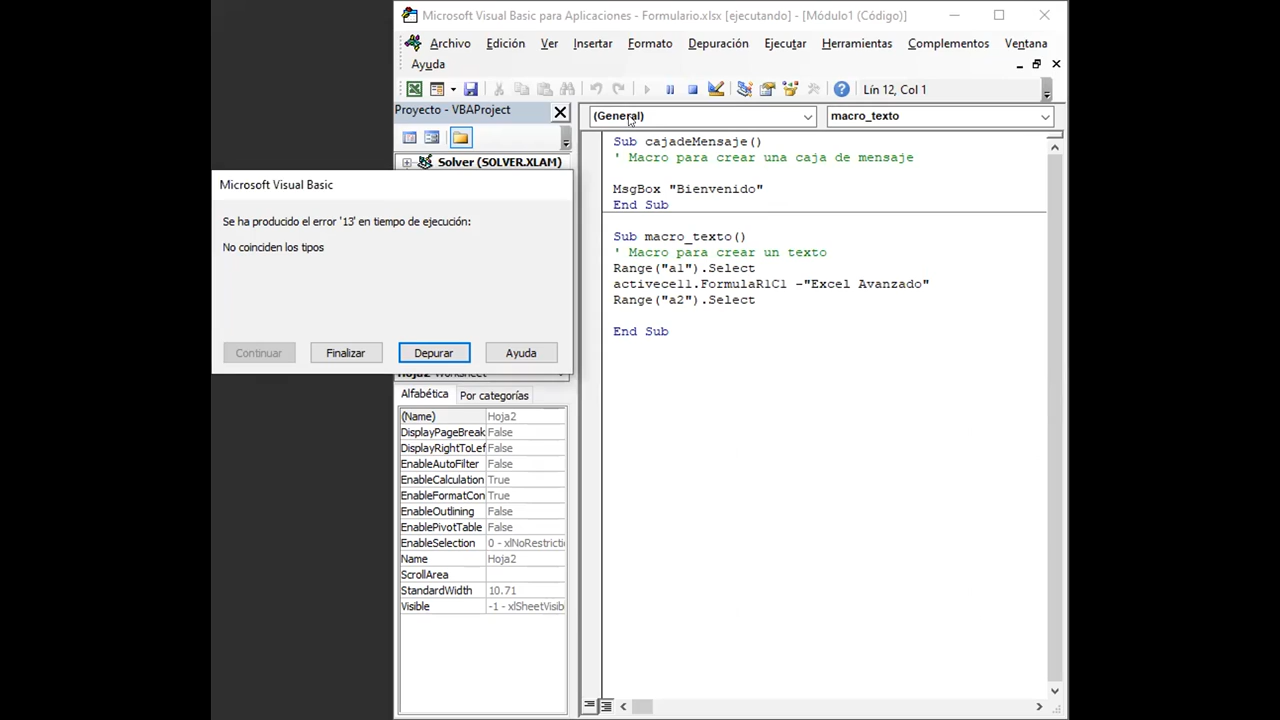 Microsoft Visual Basic para Aplicaciones - Formulario.xlsx [ejecutando] - [Módulo1 (Código)]
Archivo Edición Ver Insertar Formato Depuración Ejecutar Herramientas Complementos Ventana
Ayuda
Lín 12, Col 1
Proyecto - VBAProject
(General)
macro_texto
Solver (SOLVER.XLAM)
Microsoft Visual Basic
Se ha producido el error '13' en tiempo de ejecución:
No coinciden los tipos
Continuar Finalizar Depurar Ayuda
Hoja2 Worksheet
Alfabética Por categorías
(Name) Hoja2
DisplayPageBreak False
DisplayRightToLef False
EnableAutoFilter False
EnableCalculation True
EnableFormatCon True
EnableOutlining False
EnablePivotTable False
EnableSelection 0 - xlNoRestricti
Name Hoja2
ScrollArea
StandardWidth 10.71
Visible -1 - xlSheetVisib
Sub cajadeMensaje()
' Macro para crear una caja de mensaje
MsgBox "Bienvenido"
End Sub
Sub macro_texto()
' Macro para crear un texto
Range("a1").Select
activece11.FormulaR1C1 -"Excel Avanzado"
Range("a2").Select
End Sub